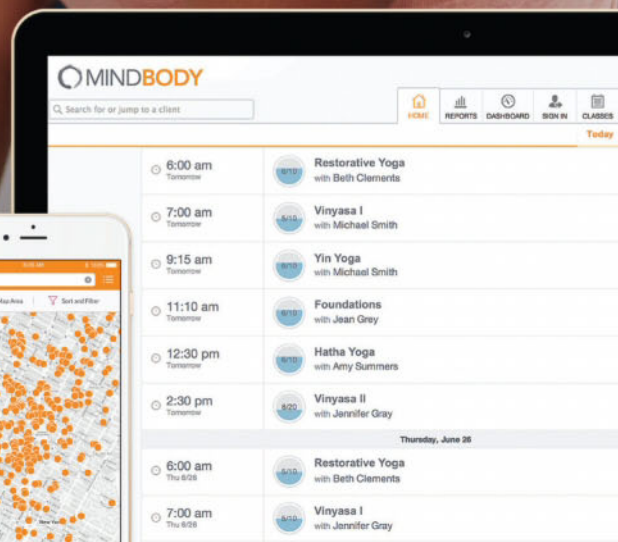 MINDBODY
Search for or jump to a client
HOME
REPORTS
DASHBOARD
SIGN IN
CLASSES
Today
6:00 am
Tomorrow
Restorative Yoga
with Beth Clements
7:00 am
Tomorrow
Vinyasa I
with Michael Smith
9:15 am
Tomorrow
Yin Yoga
with Michael Smith
11:10 am
Tomorrow
Foundations
with Jean Grey
12:30 pm
Tomorrow
Hatha Yoga
with Amy Summers
2:30 pm
Tomorrow
Vinyasa II
with Jennifer Gray
Thursday, June 26
6:00 am
Thu 6/26
Restorative Yoga
with Beth Clements
7:00 am
Thu 6/26
Vinyasa I
with Jennifer Gray
Map Area
Sort and Filter